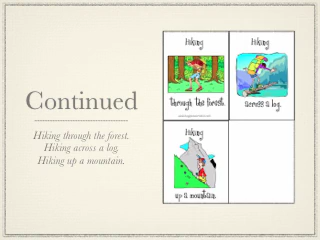 Continued
Hiking through the forest.
Hiking across a log.
Hiking up a mountain.
Hiking
through the forest.
Hiking
across a log.
Hiking
up a mountain.